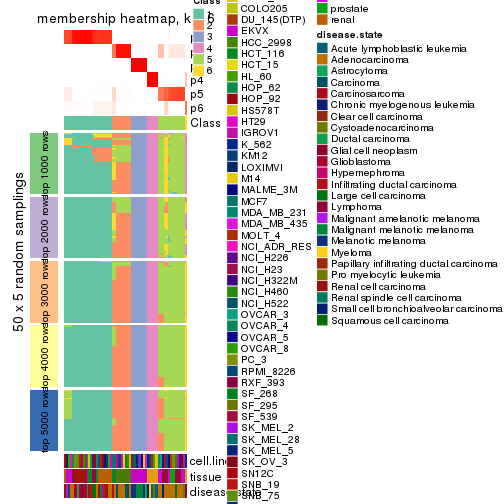 membership heatmap, k = 6
p4
p5
p6
Class
50 x 5 random samplings
top 1000 rows
top 2000 rows
top 3000 rows
top 4000 rows
top 5000 rows
cell.line
tissue
disease.state
Class
1
2
3
4
5
6
COLO205
DU_145(DTP)
EKVX
HCC_2998
HCT_116
HCT_15
HL_60
HOP_62
HOP_92
HS578T
HT29
IGROV1
K_562
KM12
LOXIMVI
M14
MALME_3M
MCF7
MDA_MB_231
MDA_MB_435
MOLT_4
NCI_ADR_RES
NCI_H226
NCI_H23
NCI_H322M
NCI_H460
NCI_H522
OVCAR_3
OVCAR_4
OVCAR_5
OVCAR_8
PC_3
RPMI_8226
RXF_393
SF_268
SF_295
SF_539
SK_MEL_2
SK_MEL_28
SK_MEL_5
SK_OV_3
SN12C
SNB_19
SNB_75
prostate
renal
disease.state
Acute lymphoblastic leukemia
Adenocarcinoma
Astrocytoma
Carcinoma
Carcinosarcoma
Chronic myelogenous leukemia
Clear cell carcinoma
Cystoadenocarcinoma
Ductal carcinoma
Glial cell neoplasm
Glioblastoma
Hypernephroma
Infiltrating ductal carcinoma
Large cell carcinoma
Lymphoma
Malignant amelanotic melanoma
Malignant melanotic melanoma
Melanotic melanoma
Myeloma
Papillary infiltrating ductal carcinoma
Pro myelocytic leukemia
Renal cell carcinoma
Renal spindle cell carcinoma
Small cell bronchioalveolar carcinoma
Squamous cell carcinoma